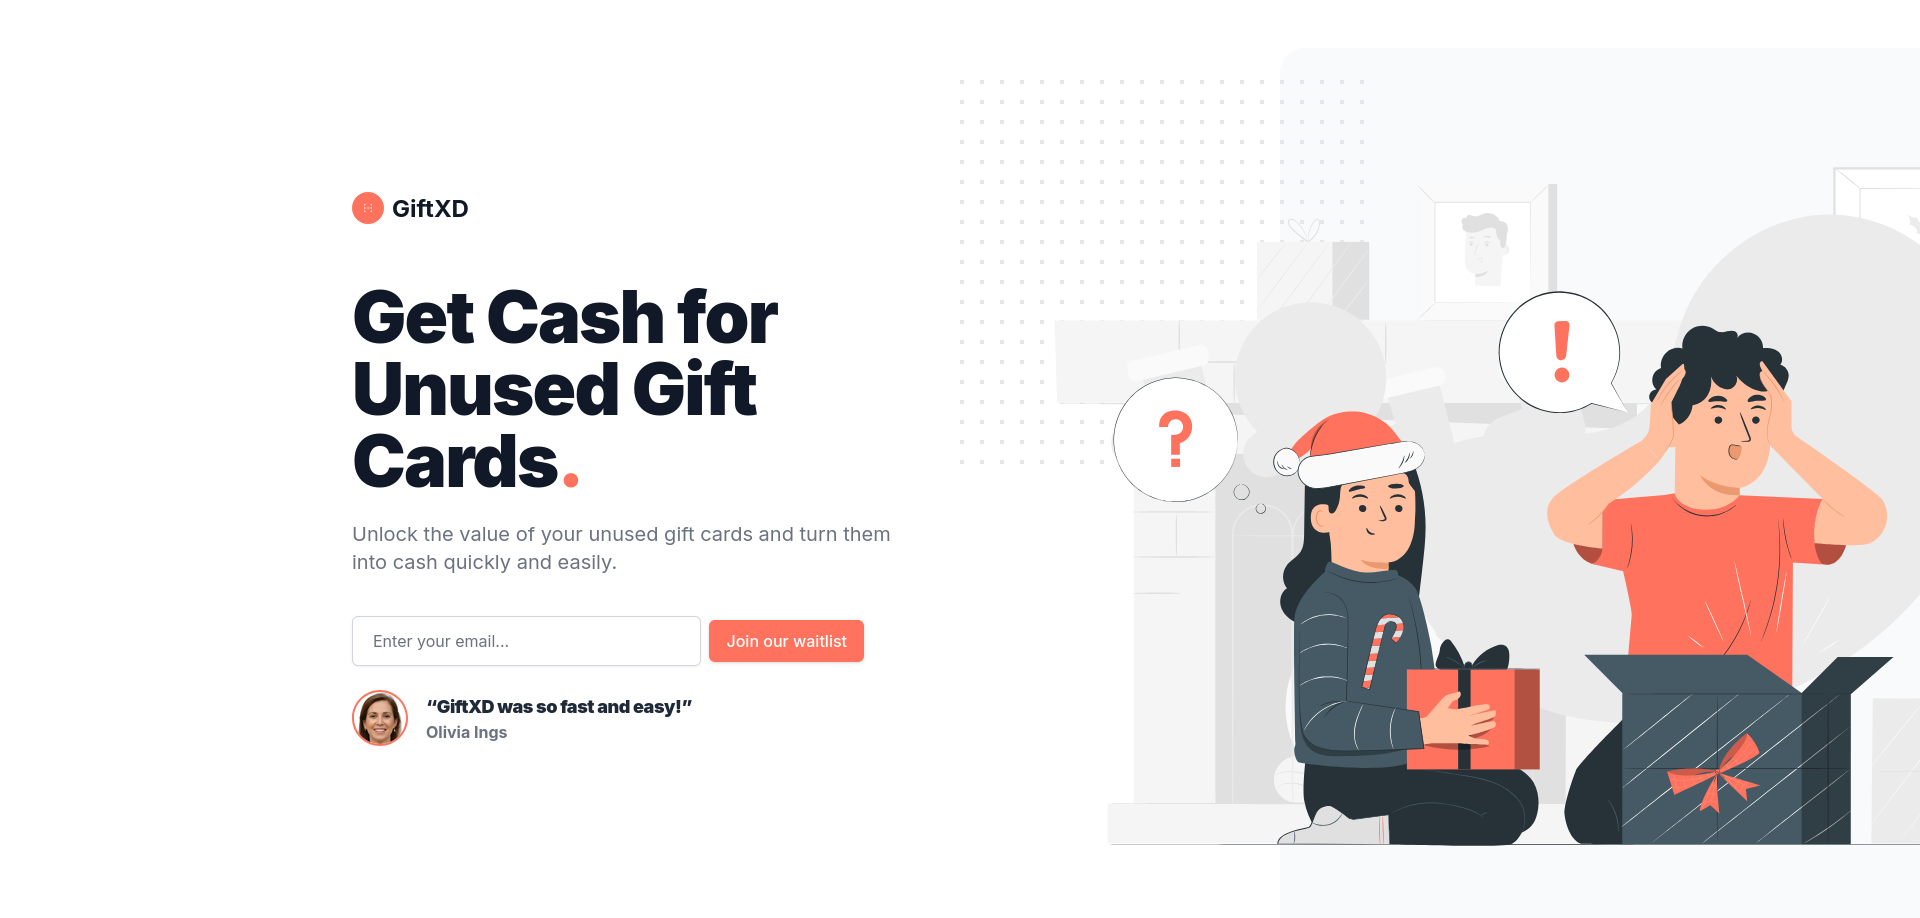 GiftXD
Get Cash for
Unused Gift
Cards.
Unlock the value of your unused gift cards and turn them
into cash quickly and easily.
Enter your email...
Join our waitlist
“GiftXD was so fast and easy!”
Olivia Ings
?
!